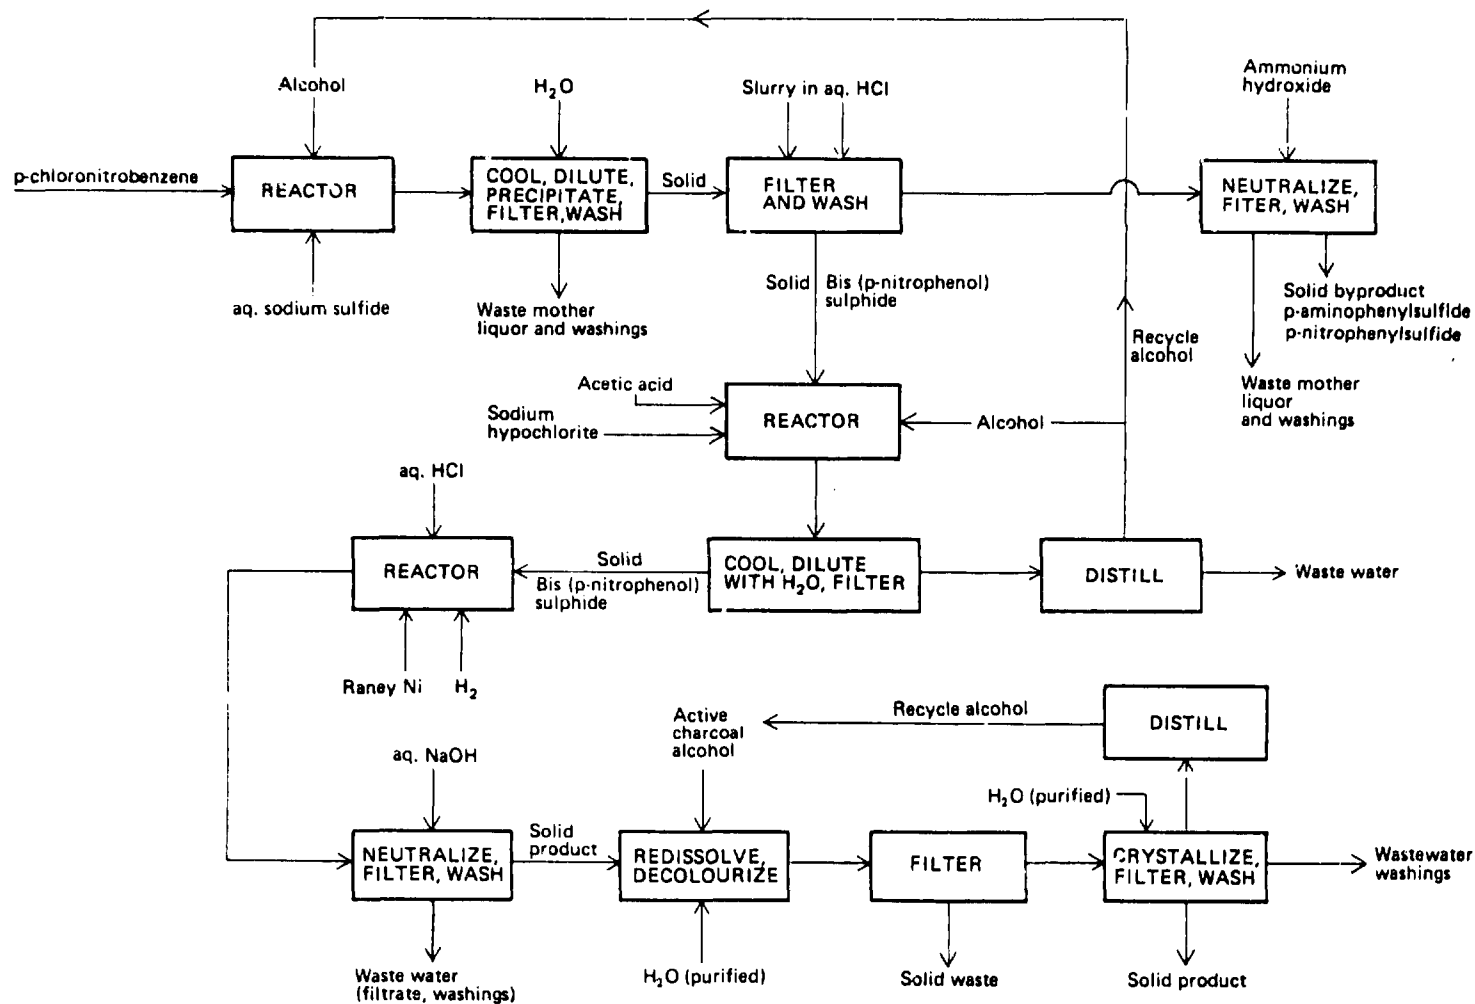 Alcohol
H2O
Slurry in aq. HCl
Ammonium
hydroxide
p-chloronitrobenzene
REACTOR
COOL, DILUTE,
PRECIPITATE,
FILTER, WASH
Solid
FILTER
AND WASH
NEUTRALIZE,
FITER, WASH
aq. sodium sulfide
Waste mother
liquor and washings
Solid
Bis (p-nitrophenol)
sulphide
Solid byproduct
p-aminophenylsulfide
p-nitrophenylsulfide
Recycle
alcohol
Waste mother
liquor
and washings
Acetic acid
Sodium
hypochlorite
REACTOR
Alcohol
aq. HCl
REACTOR
Solid
Bis (p-nitrophenol)
sulphide
COOL, DILUTE
WITH H2O, FILTER
DISTILL
Waste water
Raney Ni
H2
Active
charcoal
alcohol
Recycle alcohol
DISTILL
aq. NaOH
H2O (purified)
NEUTRALIZE,
FILTER, WASH
Solid
product
REDISSOLVE,
DECOLOURIZE
FILTER
CRYSTALLIZE,
FILTER, WASH
Wastewater
washings
Waste water
(filtrate, washings)
H2O (purified)
Solid waste
Solid product